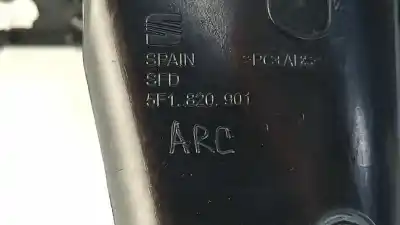 SPAIN >PC+ABS<
SFD
5F1.820.901
ARC